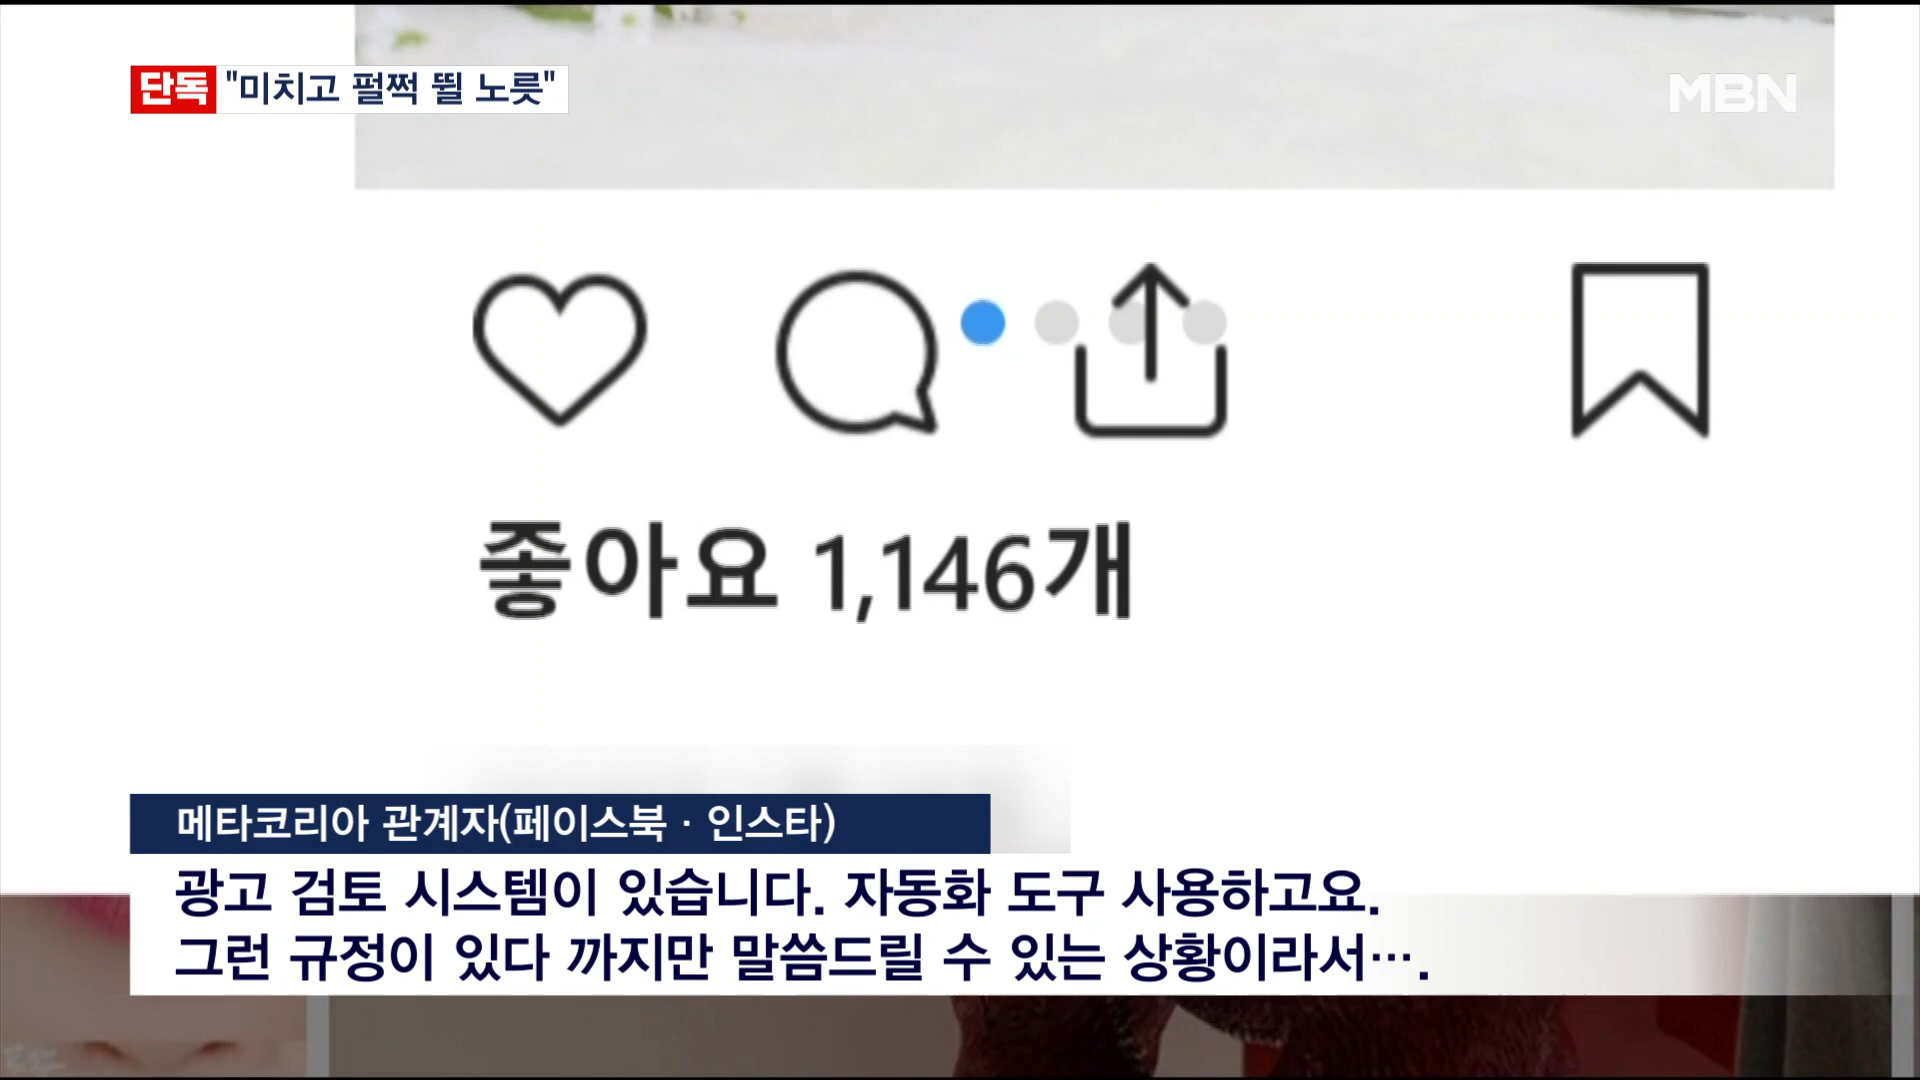 단독 "미치고 펄쩍 뛸 노릇"
MBN
좋아요 1,146개
메타코리아 관계자(페이스북 · 인스타)
광고 검토 시스템이 있습니다. 자동화 도구 사용하고요.
그런 규정이 있다 까지만 말씀드릴 수 있는 상황이라서….